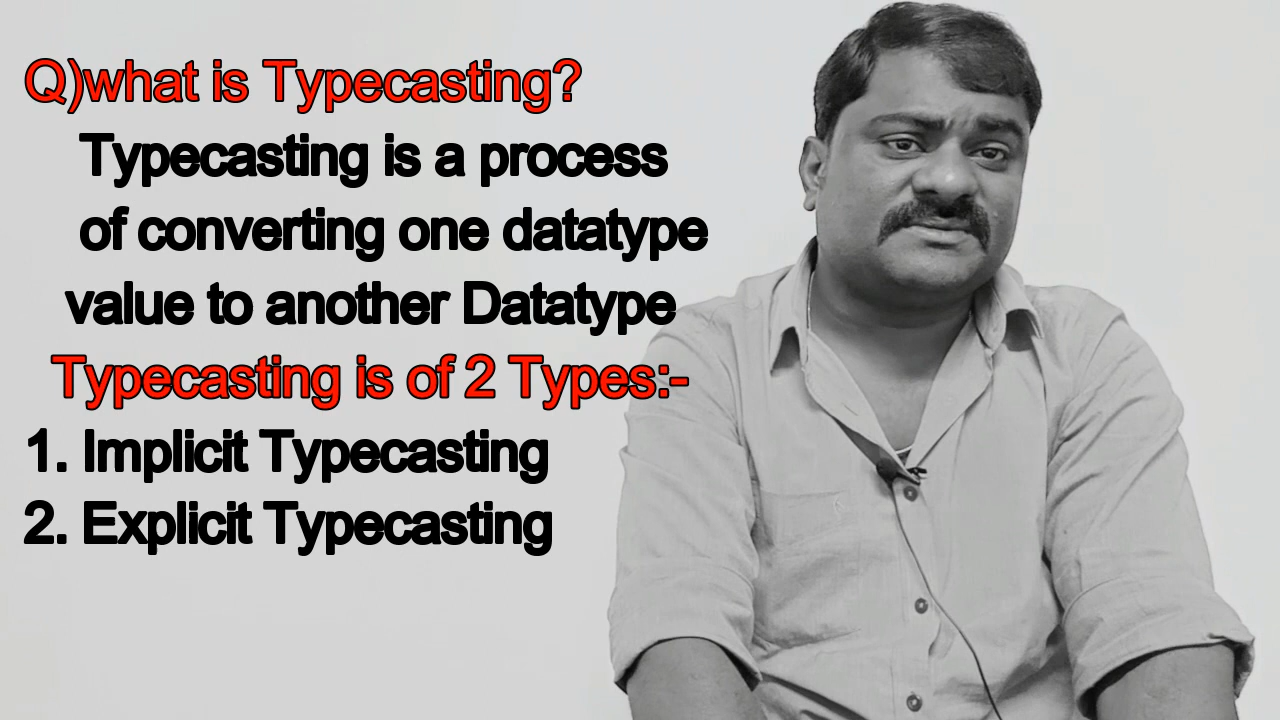 Q)what is Typecasting?
Typecasting is a process
of converting one datatype
value to another Datatype
Typecasting is of 2 Types:-
1. Implicit Typecasting
2. Explicit Typecasting